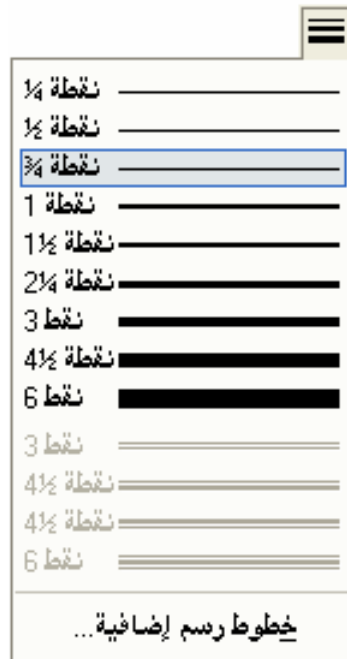 ¼ نقطة
½ نقطة
¾ نقطة
1 نقطة
1½ نقطة
2¼ نقطة
3 نقط
4½ نقطة
6 نقط
3 نقط
4½ نقطة
4½ نقطة
6 نقط
خطوط رسم إضافية...